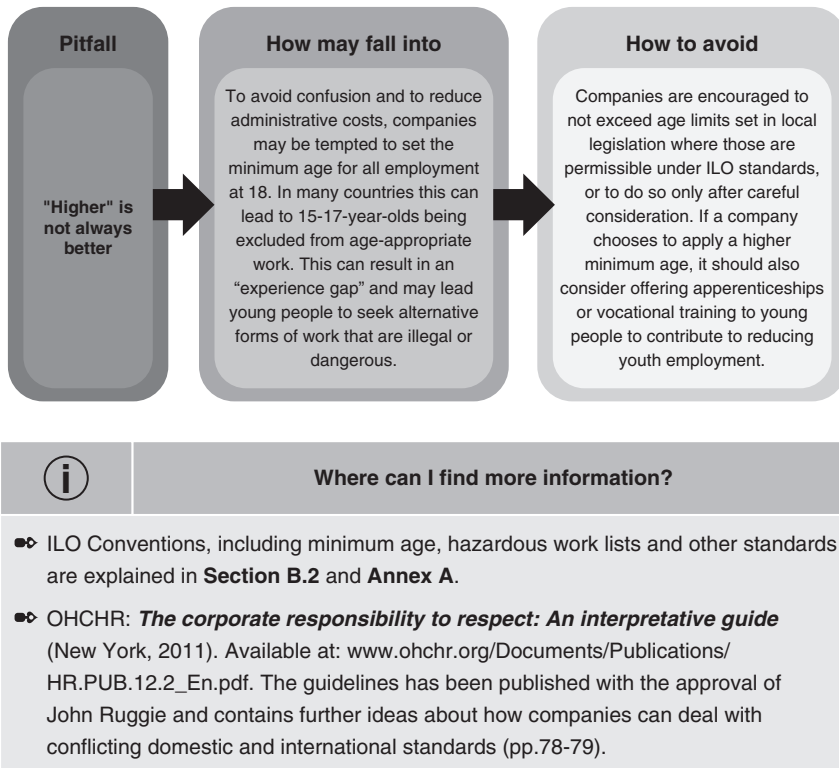 Pitfall
"Higher" is
not always
better
How may fall into
To avoid confusion and to reduce
administrative costs, companies
may be tempted to set the
minimum age for all employment
at 18. In many countries this can
lead to 15-17-year-olds being
excluded from age-appropriate
work. This can result in an
“experience gap” and may lead
young people to seek alternative
forms of work that are illegal or
dangerous.
How to avoid
Companies are encouraged to
not exceed age limits set in local
legislation where those are
permissible under ILO standards,
or to do so only after careful
consideration. If a company
chooses to apply a higher
minimum age, it should also
consider offering apperenticeships
or vocational training to young
people to contribute to reducing
youth employment.
i
Where can I find more information?
ILO Conventions, including minimum age, hazardous work lists and other standards
are explained in Section B.2 and Annex A.
OHCHR: The corporate responsibility to respect: An interpretative guide
(New York, 2011). Available at: www.ohchr.org/Documents/Publications/
HR.PUB.12.2_En.pdf. The guidelines has been published with the approval of
John Ruggie and contains further ideas about how companies can deal with
conflicting domestic and international standards (pp.78-79).